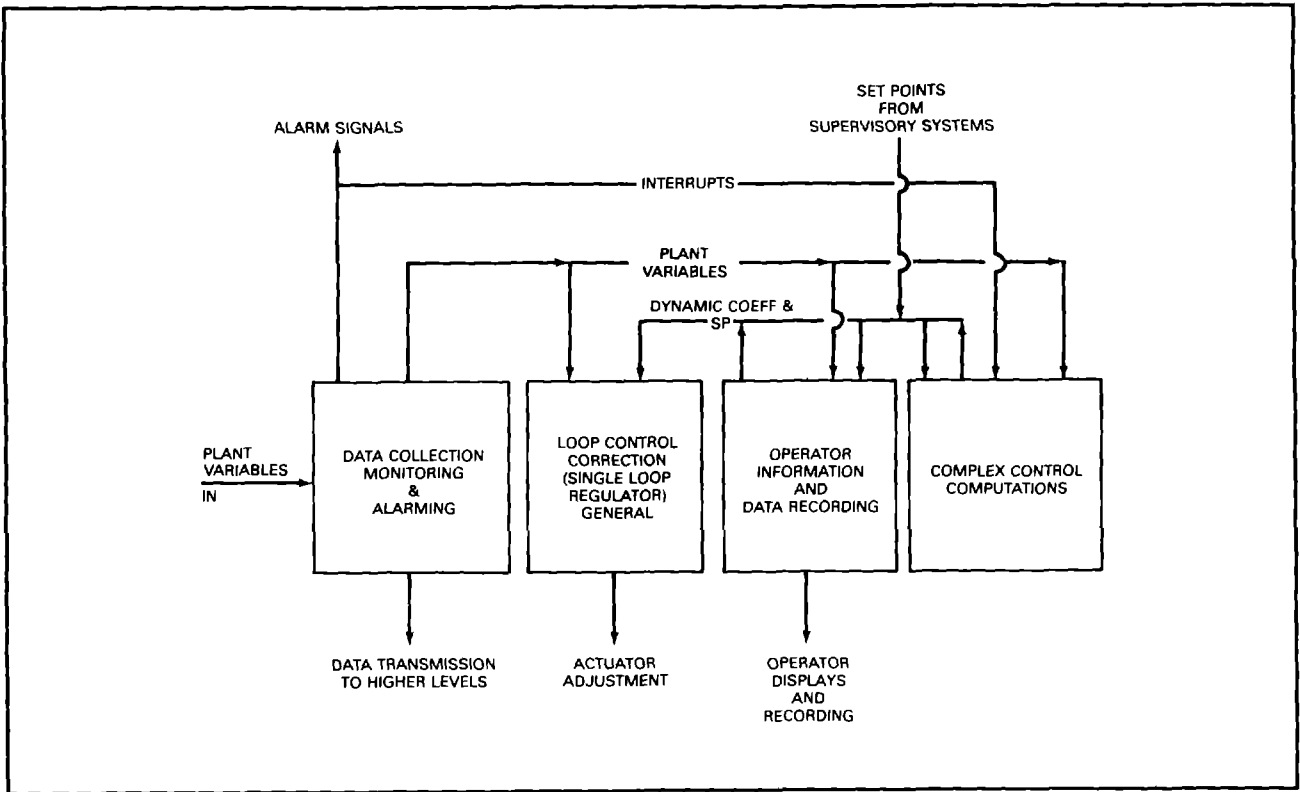 SET POINTS
FROM
SUPERVISORY SYSTEMS
ALARM SIGNALS
INTERRUPTS
PLANT
VARIABLES
DYNAMIC COEFF &
SP
PLANT
VARIABLES
IN
DATA COLLECTION
MONITORING
&
ALARMING
LOOP CONTROL
CORRECTION
(SINGLE LOOP
REGULATOR)
GENERAL
OPERATOR
INFORMATION
AND
DATA RECORDING
COMPLEX CONTROL
COMPUTATIONS
DATA TRANSMISSION
TO HIGHER LEVELS
ACTUATOR
ADJUSTMENT
OPERATOR
DISPLAYS
AND
RECORDING